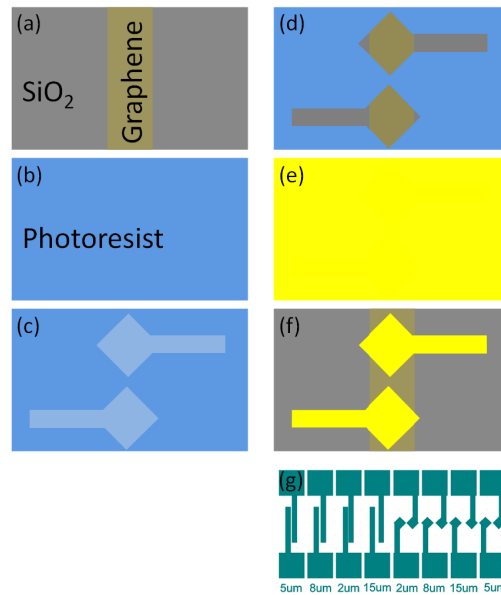 (a)
SiO2
Graphene
(b)
Photoresist
(c)
(d)
(e)
(f)
(g)
5um 8um 2um 15um 2um 8um 15um 5um